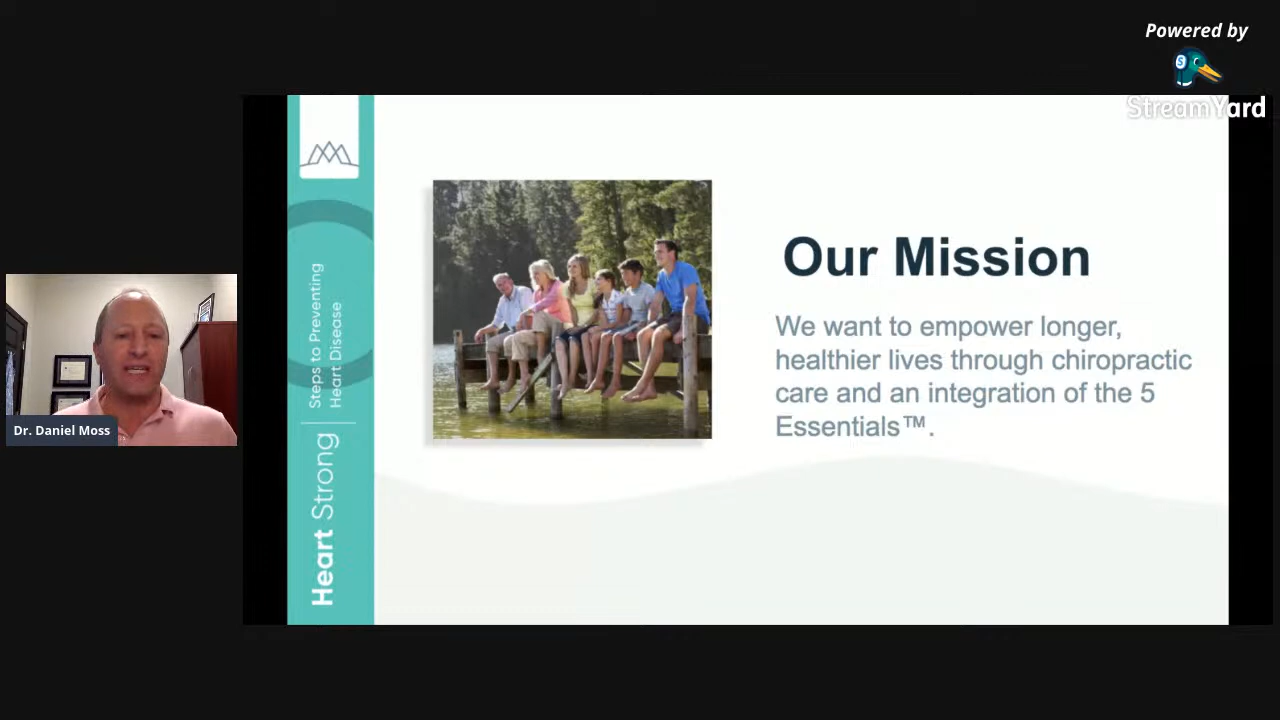 Powered by
StreamYard
Heart Strong
Steps to Preventing
Heart Disease
Our Mission
We want to empower longer,
healthier lives through chiropractic
care and an integration of the 5
Essentials™.
Dr. Daniel Moss